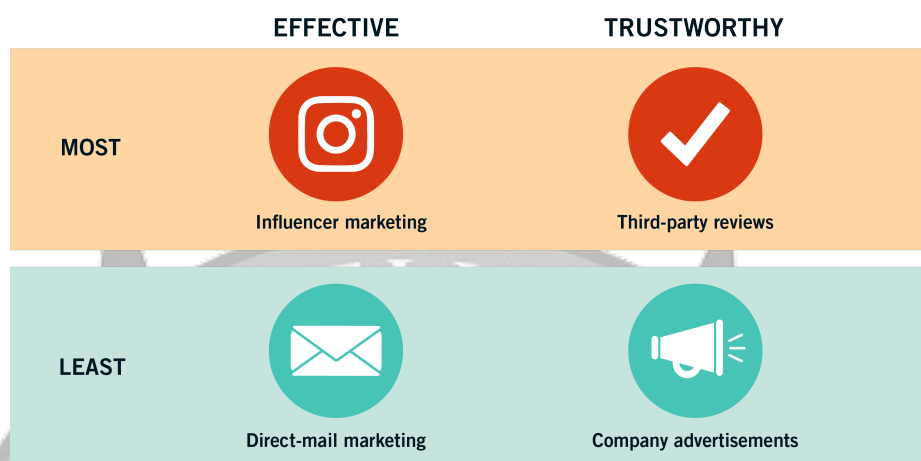 EFFECTIVE TRUSTWORTHY
MOST
Influencer marketing Third-party reviews
LEAST
Direct-mail marketing Company advertisements